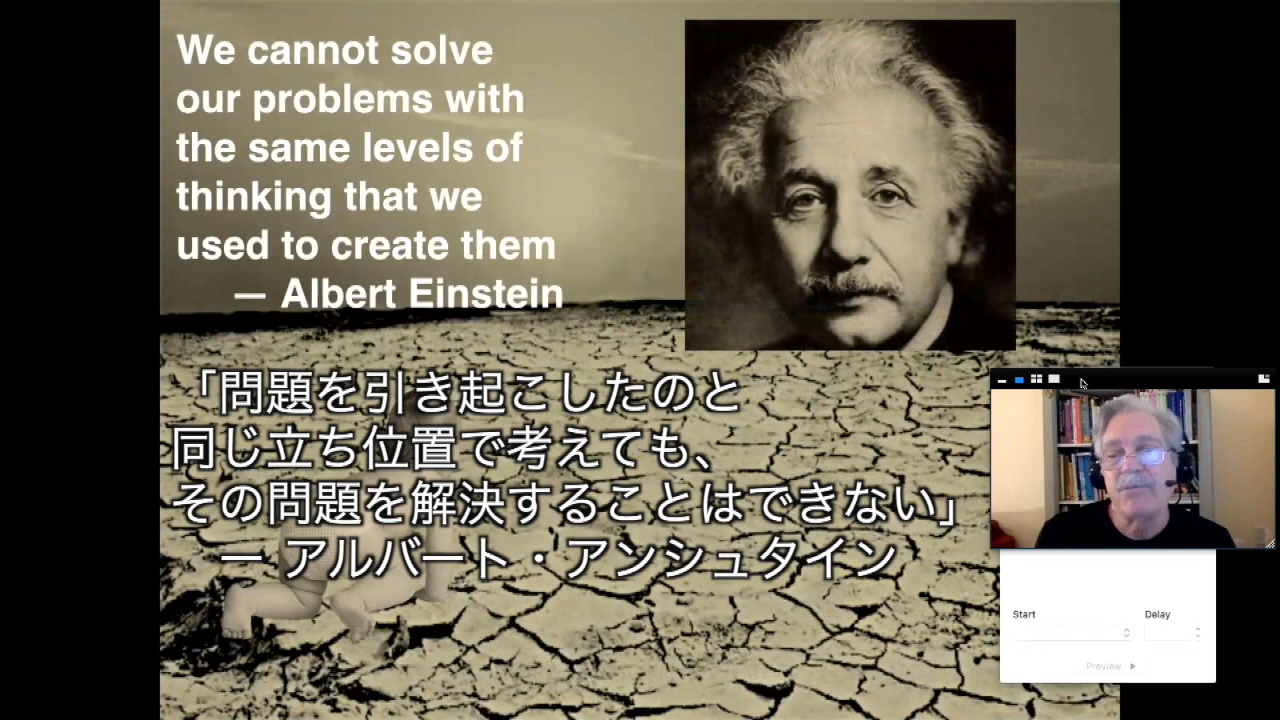 We cannot solve
our problems with
the same levels of
thinking that we
used to create them
— Albert Einstein
「問題を引き起こしたのと
同じ立ち位置で考えても、
その問題を解決することはできない」
ー アルバート・アンシュタイン
Start Delay
Preview